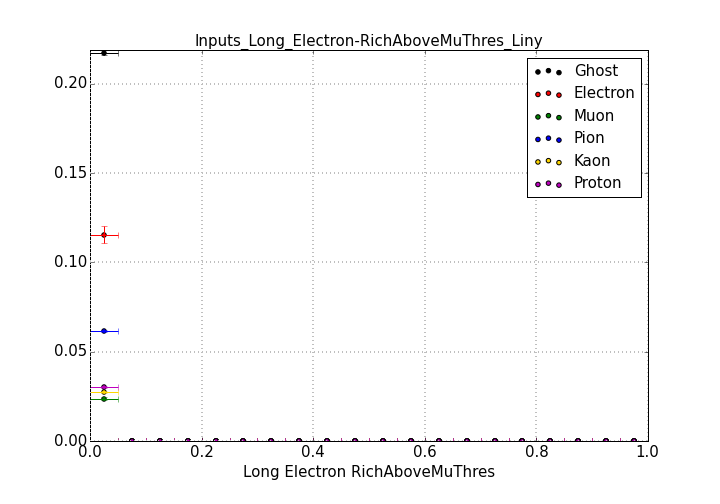 Inputs_Long_Electron-RichAboveMuThres_Liny
Ghost
Electron
Muon
Pion
Kaon
Proton
0.20
0.15
0.10
0.05
0.00
0.0 0.2 0.4 0.6 0.8 1.0
Long Electron RichAboveMuThres